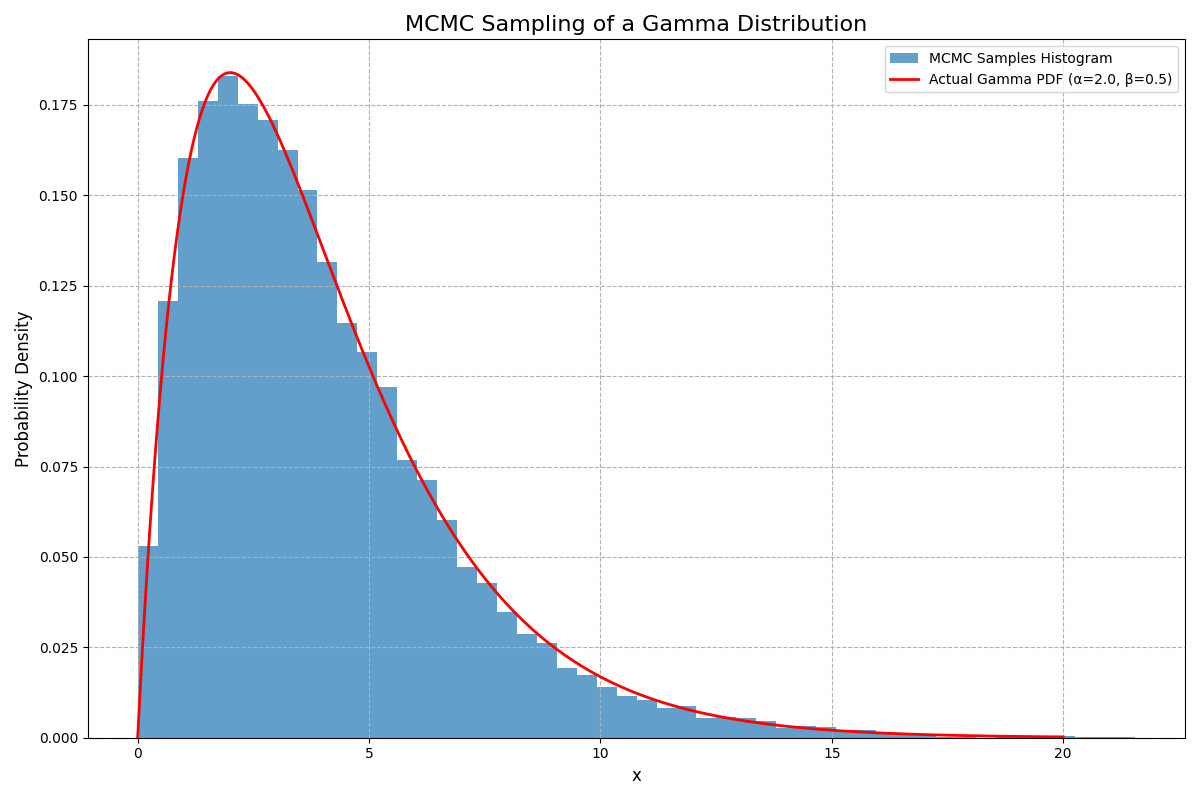 MCMC Sampling of a Gamma Distribution
MCMC Samples Histogram
Actual Gamma PDF (α=2.0, β=0.5)
Probability Density
0.175
0.150
0.125
0.100
0.075
0.050
0.025
0.000
0
5
10
15
20
x